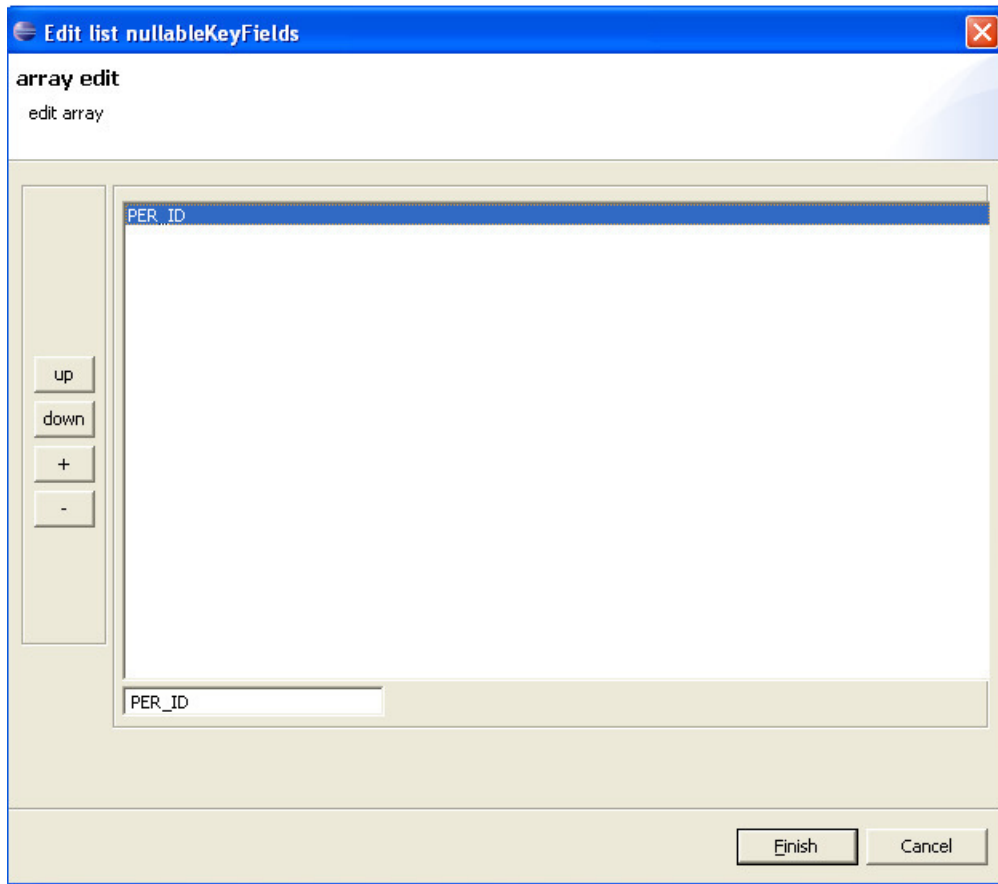 Edit list nullableKeyFields
array edit
edit array
PER_ID
up
down
+
-
PER_ID
Finish
Cancel